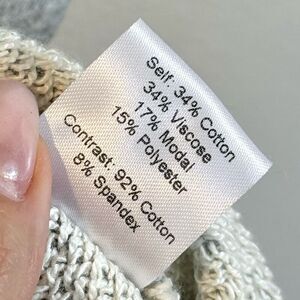 Self: 34% Cotton
34% Viscose
17% Modal
15% Polyester
Contrast: 92% Cotton
8% Spandex